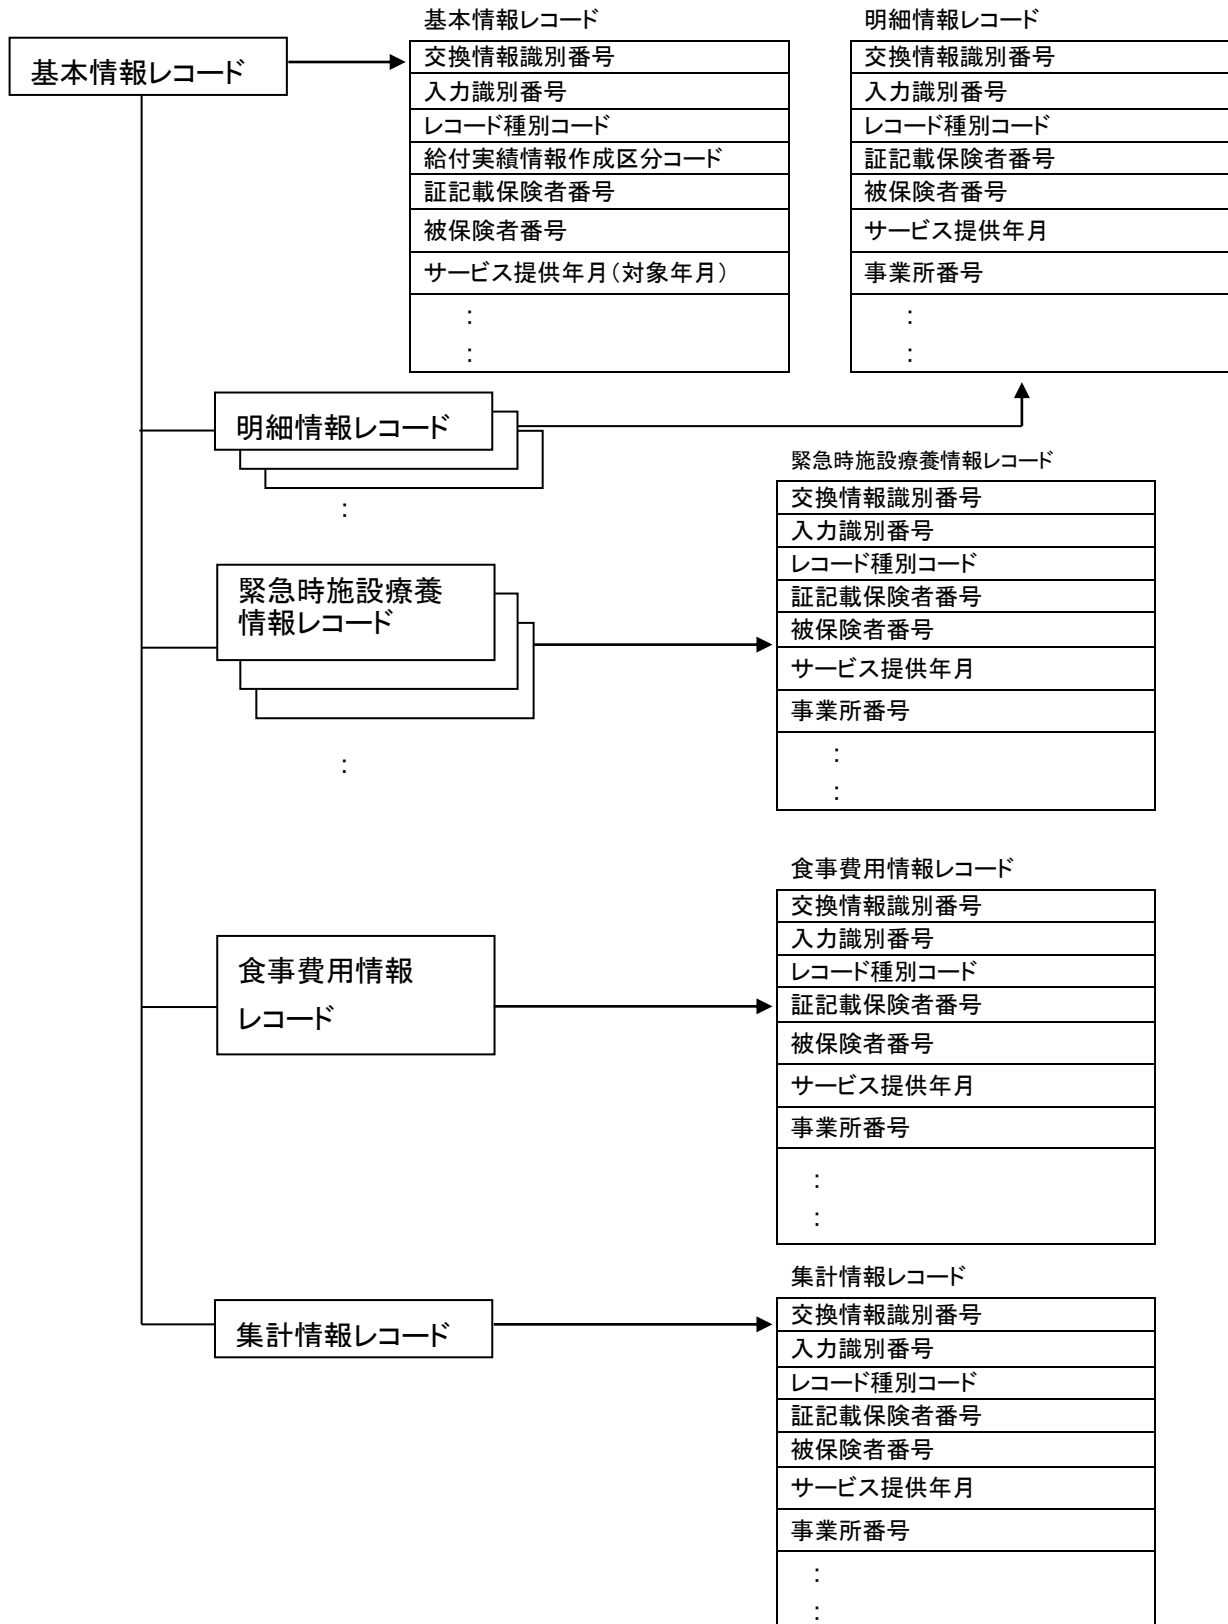 基本情報レコード
基本情報レコード
交換情報識別番号
入力識別番号
レコード種別コード
給付実績情報作成区分コード
証記載保険者番号
被保険者番号
サービス提供年月(対象年月)
:
:
明細情報レコード
交換情報識別番号
入力識別番号
レコード種別コード
証記載保険者番号
被保険者番号
サービス提供年月
事業所番号
:
:
明細情報レコード
:
緊急時施設療養情報レコード
交換情報識別番号
入力識別番号
レコード種別コード
証記載保険者番号
被保険者番号
サービス提供年月
事業所番号
:
:
緊急時施設療養
情報レコード
:
食事費用情報レコード
交換情報識別番号
入力識別番号
レコード種別コード
証記載保険者番号
被保険者番号
サービス提供年月
事業所番号
:
:
食事費用情報
レコード
集計情報レコード
交換情報識別番号
入力識別番号
レコード種別コード
証記載保険者番号
被保険者番号
サービス提供年月
事業所番号
:
:
集計情報レコード